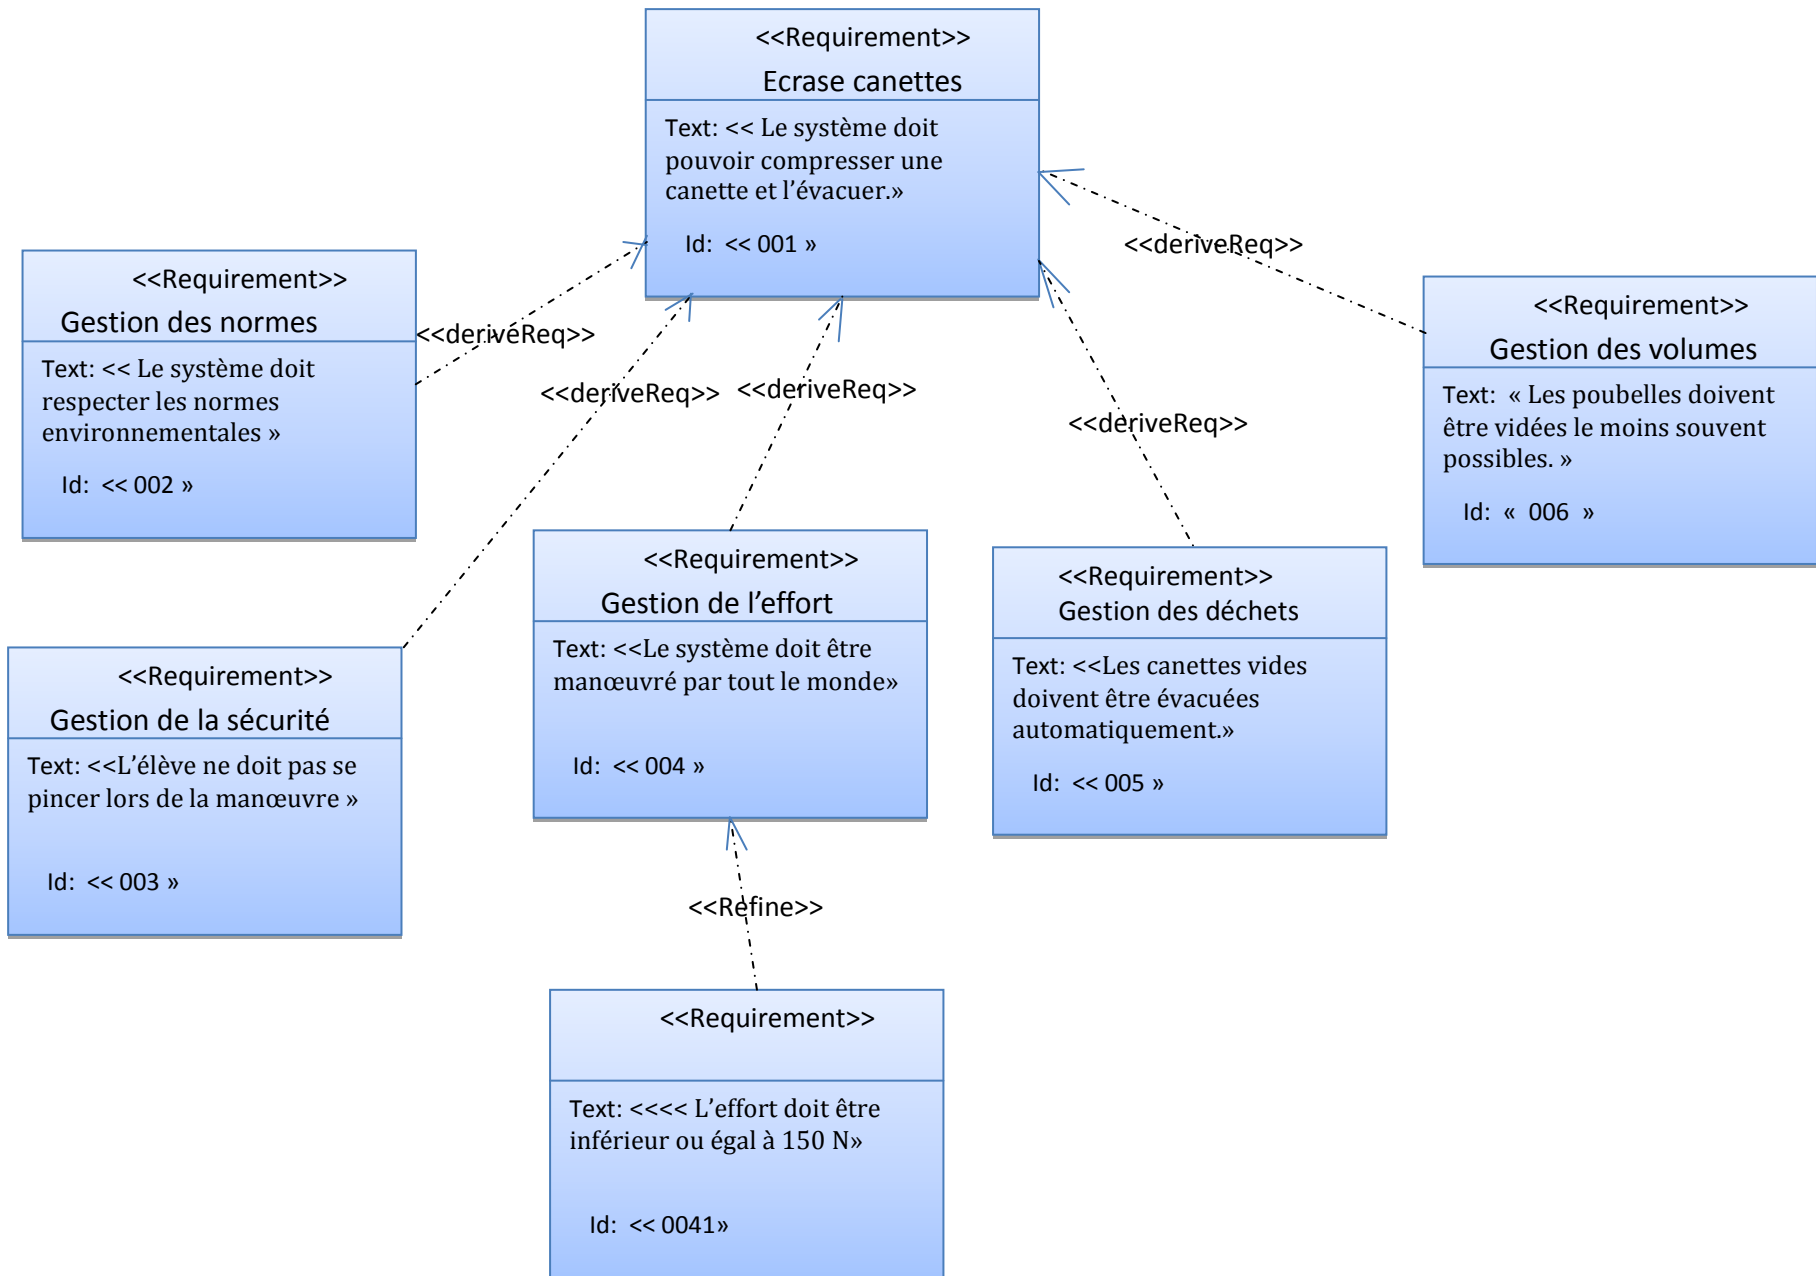 <<Requirement>>
Ecrase canettes
Text: << Le système doit
pouvoir compresser une
canette et l’évacuer.»
Id: << 001 »
<<deriveReq>>
<<Requirement>>
Gestion des normes
Text: << Le système doit
respecter les normes
environnementales »
Id: << 002 »
<<deriveReq>>
<<Requirement>>
Gestion des volumes
Text: « Les poubelles doivent
être vidées le moins souvent
possibles. »
Id: « 006 »
<<deriveReq>>
<<deriveReq>>
<<deriveReq>>
<<Requirement>>
Gestion de l’effort
Text: <<Le système doit être
manœuvré par tout le monde»
Id: << 004 »
<<Requirement>>
Gestion des déchets
Text: <<Les canettes vides
doivent être évacuées
automatiquement.»
Id: << 005 »
<<Requirement>>
Gestion de la sécurité
Text: <<L’élève ne doit pas se
pincer lors de la manœuvre »
Id: << 003 »
<<Refine>>
<<Requirement>>
Text: <<<< L’effort doit être
inférieur ou égal à 150 N»
Id: << 0041»